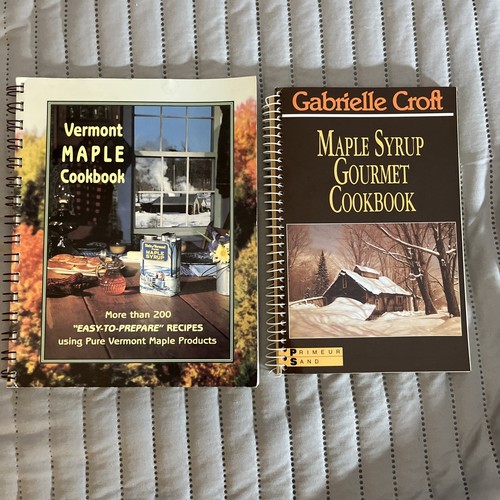 Vermont
MAPLE
Cookbook
More than 200
"EASY-TO-PREPARE" RECIPES
using Pure Vermont Maple Products
Gabrielle Croft
MAPLE SYRUP
GOURMET
COOKBOOK
PRIMEUR
SAND